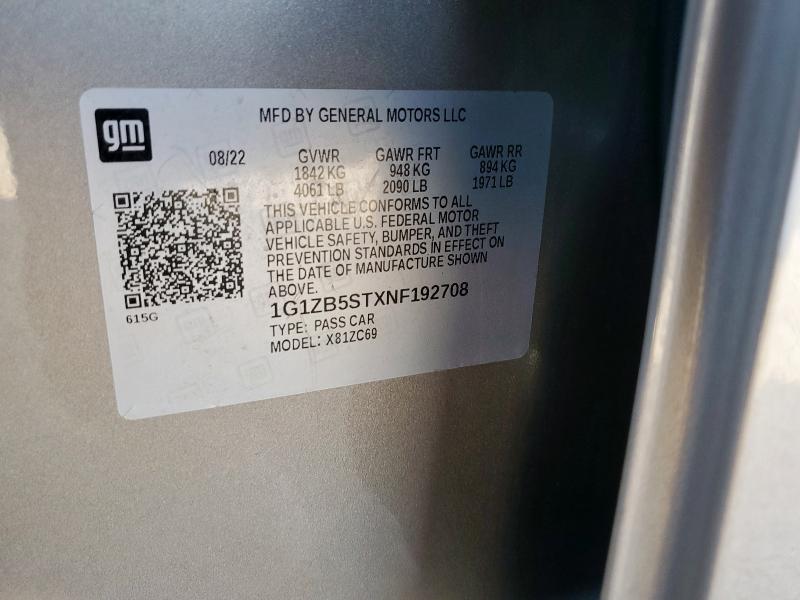 gm
MFD BY GENERAL MOTORS LLC
08/22 GVWR GAWR FRT GAWR RR
1842 KG 948 KG 894 KG
4061 LB 2090 LB 1971 LB
THIS VEHICLE CONFORMS TO ALL
APPLICABLE U.S. FEDERAL MOTOR
VEHICLE SAFETY, BUMPER, AND THEFT
PREVENTION STANDARDS IN EFFECT ON
THE DATE OF MANUFACTURE SHOWN
ABOVE.
1G1ZB5STXNF192708
615G
TYPE: PASS CAR
MODEL: X81ZC69